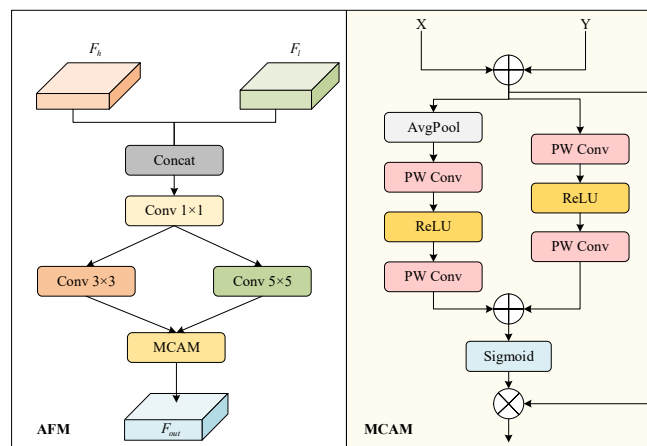 F_h
F_l
Concat
Conv 1×1
Conv 3×3
Conv 5×5
MCAM
AFM
F_out
X
Y
AvgPool
PW Conv
PW Conv
ReLU
ReLU
PW Conv
PW Conv
Sigmoid
MCAM